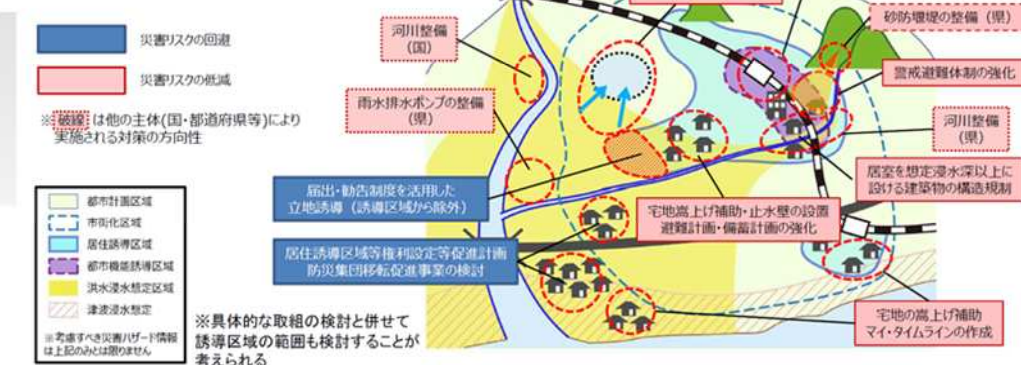 災害リスクの回避
災害リスクの低減
※破線は他の主体(国・都道府県等)により
実施される対策の方向性
河川整備
(国)
雨水排水ポンプの整備
(県)
砂防堰堤の整備(県)
警戒避難体制の強化
河川整備
(県)
居室を想定浸水深以上に
設ける建築物の構造規制
届出・勧告制度を活用した
立地誘導(誘導区域から除外)
宅地嵩上げ補助・止水壁の設置
避難計画・備蓄計画の強化
居住誘導区域等権利設定等促進計画
防災集団移転促進事業の検討
宅地の嵩上げ補助
マイ・タイムラインの作成
都市計画区域
市街化区域
居住誘導区域
都市機能誘導区域
洪水浸水想定区域
津波浸水想定
※考慮すべき災害ハザード情報
は上記のみとは限りません
※具体的な取組の検討と併せて
誘導区域の範囲も検討することが
考えられる